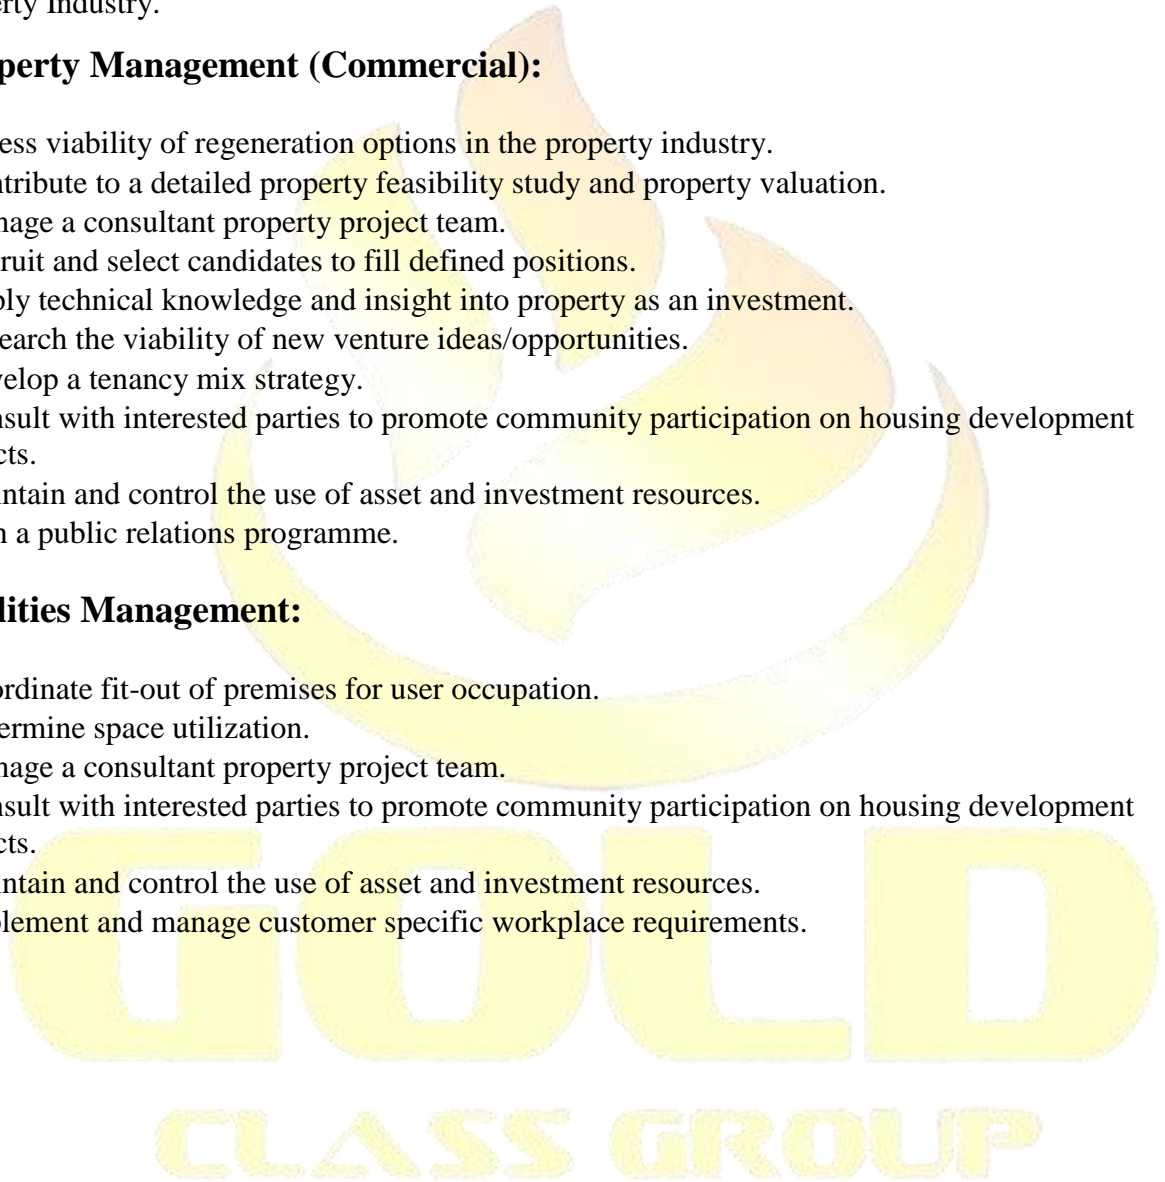 erty Industry.
perty Management (Commercial):
ess viability of regeneration options in the property industry.
ntribute to a detailed property feasibility study and property valuation.
nage a consultant property project team.
ruit and select candidates to fill defined positions.
ply technical knowledge and insight into property as an investment.
earch the viability of new venture ideas/opportunities.
velop a tenancy mix strategy.
nsult with interested parties to promote community participation on housing development
cts.
intain and control the use of asset and investment resources.
n a public relations programme.
lities Management:
ordinate fit-out of premises for user occupation.
ermine space utilization.
nage a consultant property project team.
nsult with interested parties to promote community participation on housing development
cts.
intain and control the use of asset and investment resources.
plement and manage customer specific workplace requirements.
GOLD
CLASS GROUP